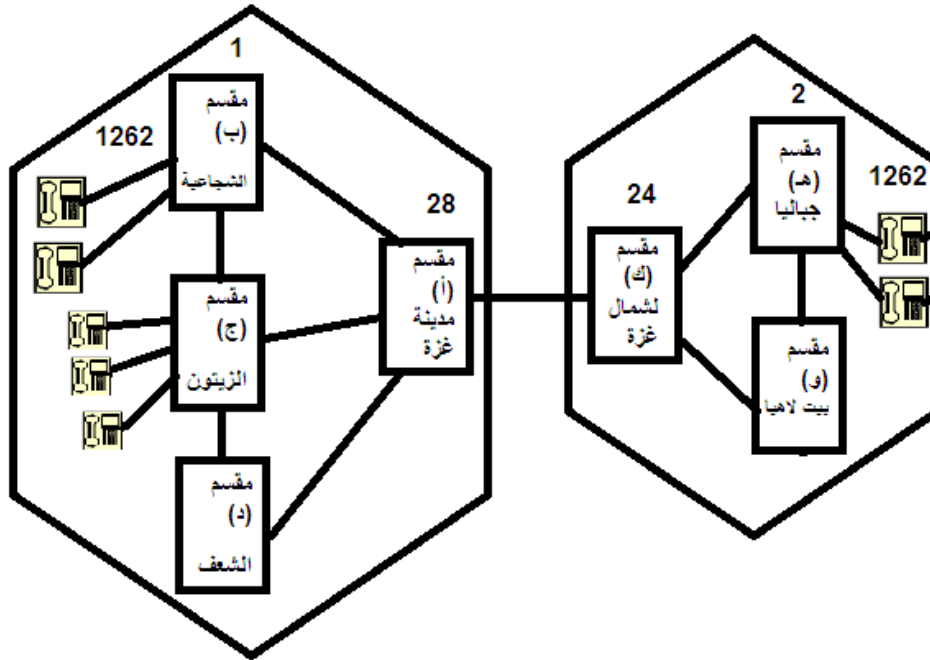 1
مقسم
(ب)
الشجاعية
1262
مقسم
(ج)
الزيتون
مقسم
(د)
الشعف
28
مقسم
(أ)
مدينة
غزة
24
مقسم
(ك)
لشمال
غزة
2
مقسم
(هـ)
جباليا
1262
مقسم
(و)
بيت لاهيا